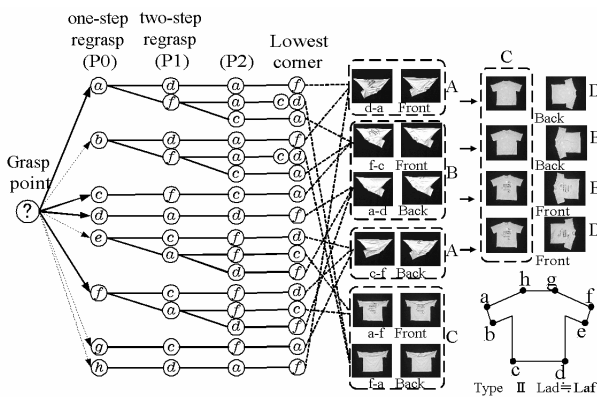 one-step two-step Lowest
regrasp regrasp corner
(P0) (P1) (P2)
C
a d a f
f a c d
c a
b d a f
f a c d
c a
Grasp
point
?
c f c a
d a d f
e c f d
a c f
d f
f c f d
a c f
d f
g c f a
h d a f
A
d-a Front
f-c Front
B
a-d Back
A
c-f Back
a-f Front
C
f-a Back
D
Back
E
Back
E
Front
D
Front
h g
a f
b e
c d
Type II Lad≒Laf